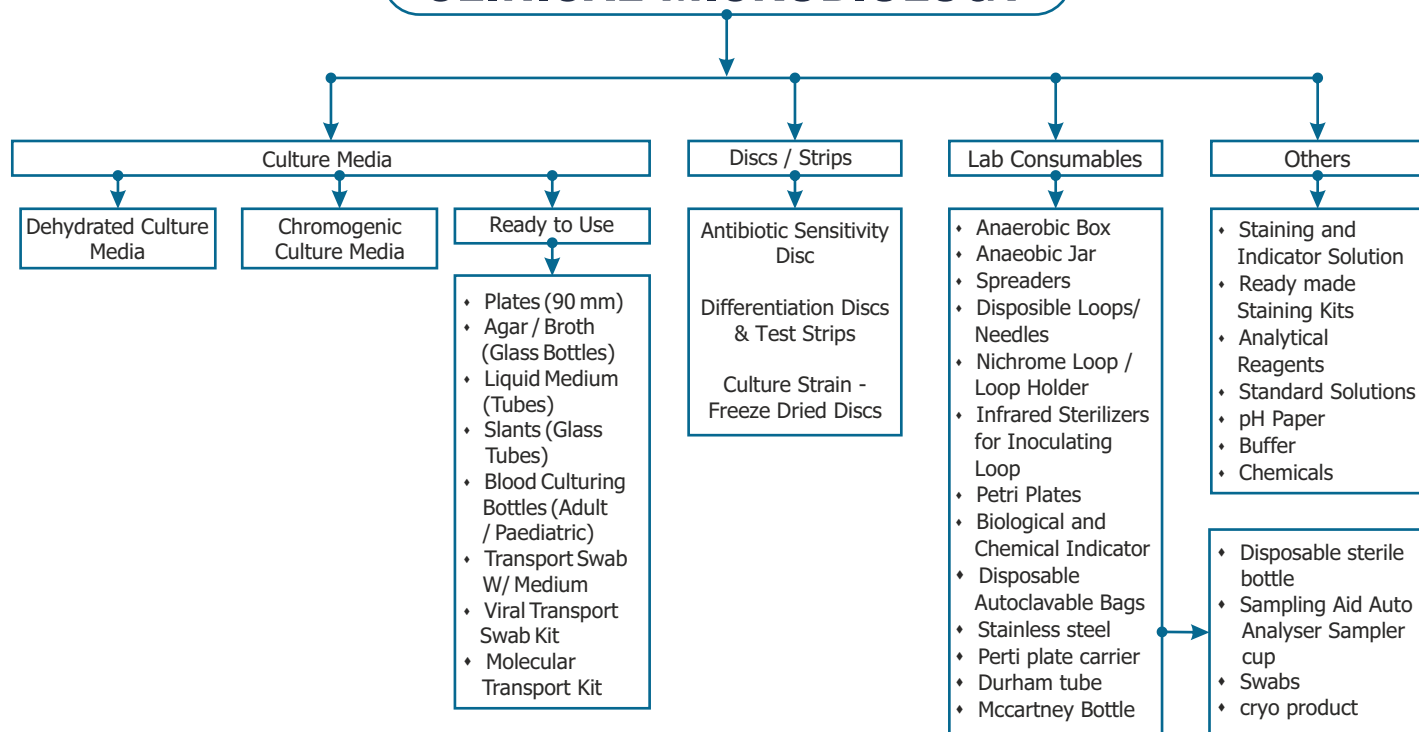 CLINICAL MICROBIOLOGY
Culture Media
Dehydrated Culture
Media
Chromogenic
Culture Media
Ready to Use
• Plates (90 mm)
• Agar / Broth
(Glass Bottles)
• Liquid Medium
(Tubes)
• Slants (Glass
Tubes)
• Blood Culturing
Bottles (Adult
/ Paediatric)
• Transport Swab
W/ Medium
• Viral Transport
Swab Kit
• Molecular
Transport Kit
Discs / Strips
Antibiotic Sensitivity
Disc
Differentiation Discs
& Test Strips
Culture Strain -
Freeze Dried Discs
Lab Consumables
• Anaerobic Box
• Anaeobic Jar
• Spreaders
• Disposible Loops/
Needles
• Nichrome Loop /
Loop Holder
• Infrared Sterilizers
for Inoculating
Loop
• Petri Plates
• Biological and
Chemical Indicator
• Disposable
Autoclavable Bags
• Stainless steel
• Perti plate carrier
• Durham tube
• Mccartney Bottle
Others
• Staining and
Indicator Solution
• Ready made
Staining Kits
• Analytical
Reagents
• Standard Solutions
• pH Paper
• Buffer
• Chemicals
• Disposable sterile
bottle
• Sampling Aid Auto
Analyser Sampler
cup
• Swabs
• cryo product